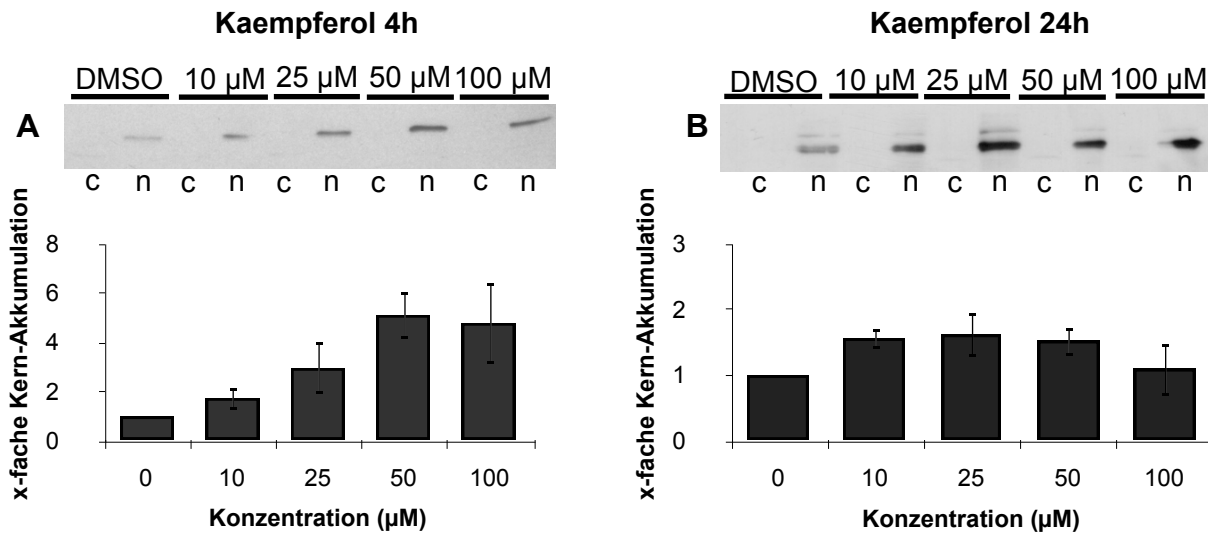 Kaempferol 4h
DMSO 10 µM 25 µM 50 µM 100 µM
A
c n c n c n c n c n
x-fache Kern-Akkumulation
8
6
4
2
0
0 10 25 50 100
Konzentration (µM)
Kaempferol 24h
DMSO 10 µM 25 µM 50 µM 100 µM
B
c n c n c n c n c n
x-fache Kern-Akkumulation
3
2
1
0
0 10 25 50 100
Konzentration (µM)